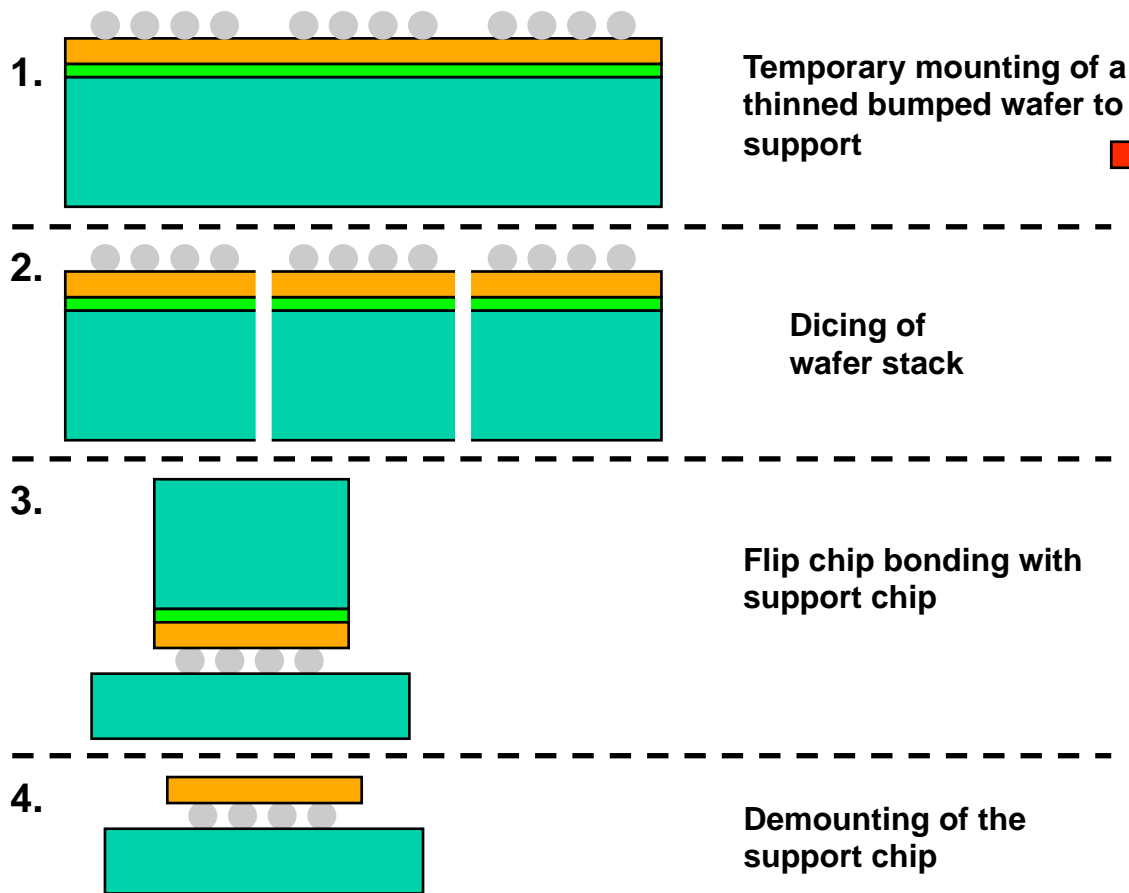 1.
Temporary mounting of a
thinned bumped wafer to
support
2.
Dicing of
wafer stack
3.
Flip chip bonding with
support chip
4.
Demounting of the
support chip